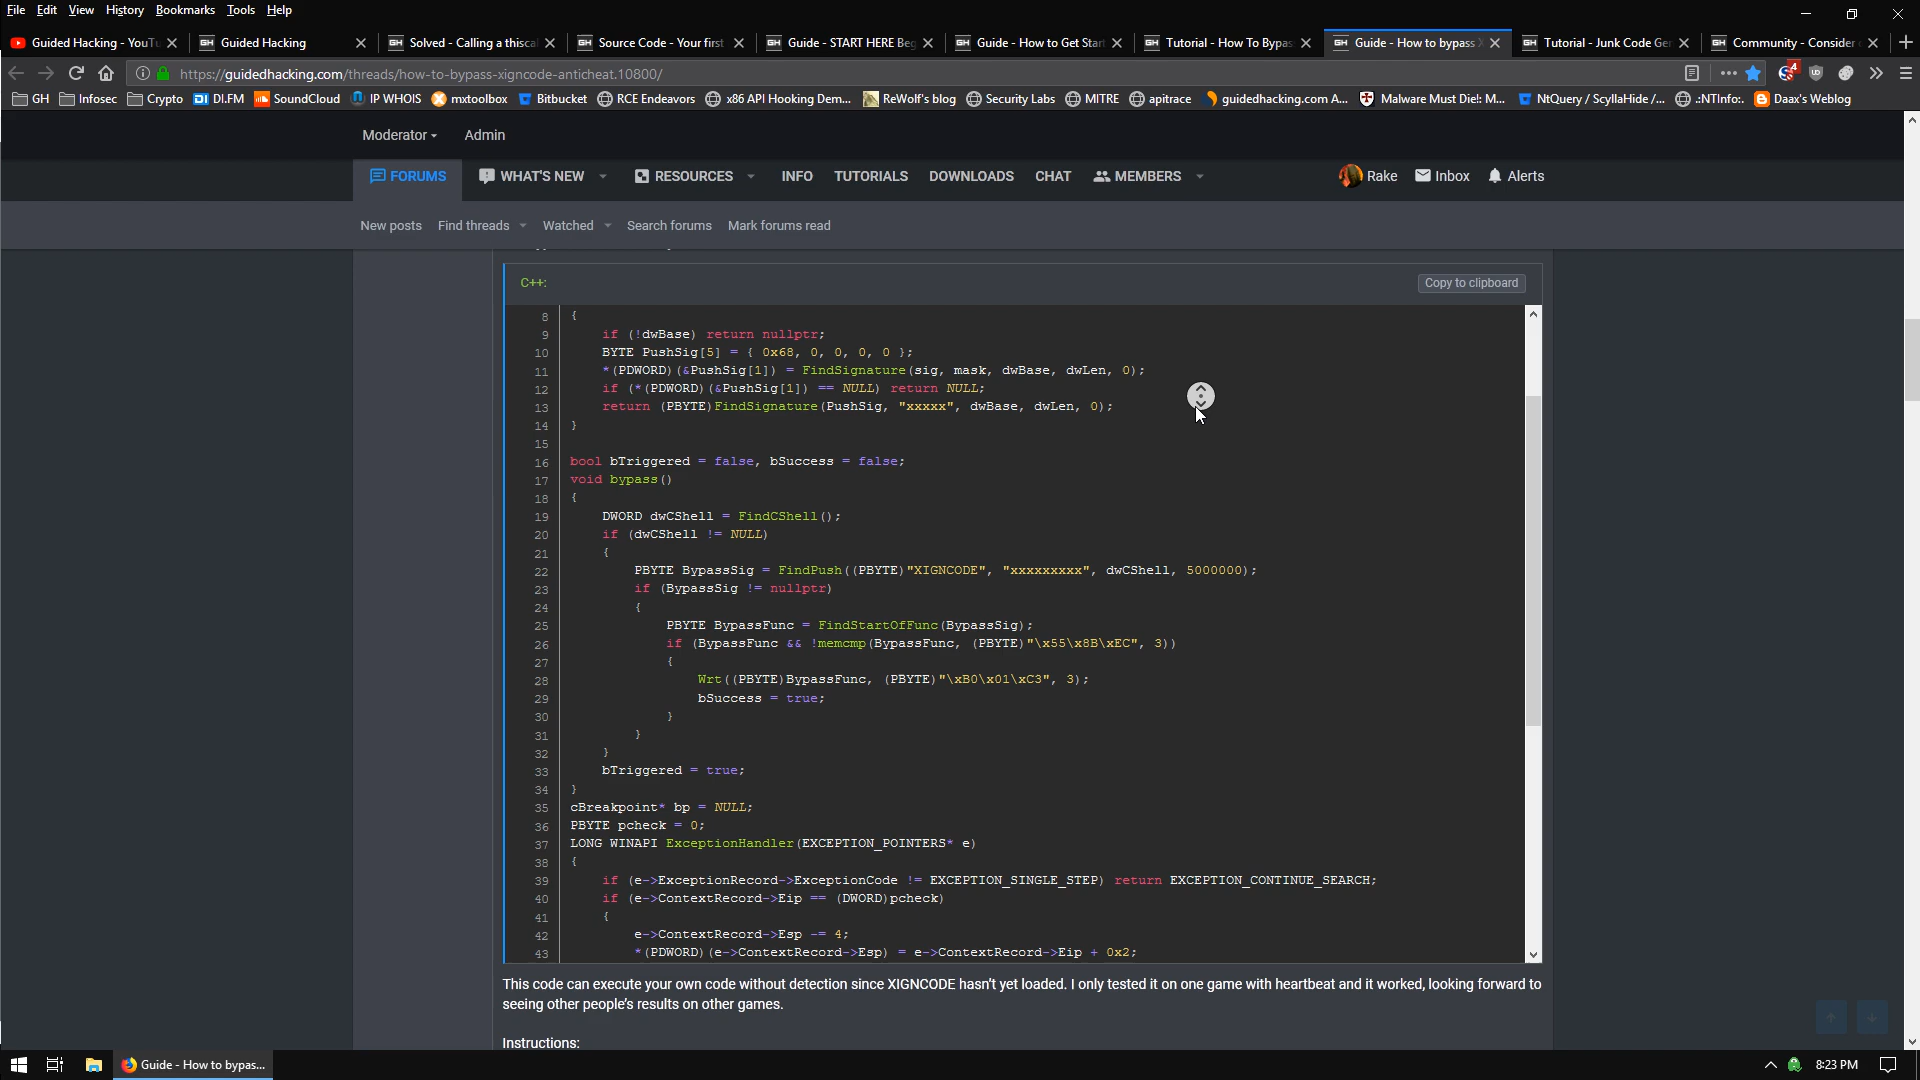 File Edit View History Bookmarks Tools Help
Guided Hacking - YouTu
Guided Hacking
Solved - Calling a thiscal
Source Code - Your first
Guide - START HERE Beg
Guide - How to Get Start
Tutorial - How To Bypas
Guide - How to bypass X
Tutorial - Junk Code Gen
Community - Consider
https://guidedhacking.com/threads/how-to-bypass-xigncode-anticheat.10800/
4
GH Infosec Crypto DI.FM SoundCloud IP WHOIS mxtoolbox Bitbucket RCE Endeavors x86 API Hooking Dem... ReWolf's blog Security Labs MITRE apitrace guidedhacking.com A... Malware Must Die!: M... NtQuery / ScyllaHide /... .:NTInfo:. Daax's Weblog
Moderator Admin
FORUMS WHAT'S NEW RESOURCES INFO TUTORIALS DOWNLOADS CHAT MEMBERS Rake Inbox Alerts
New posts Find threads Watched Search forums Mark forums read
C++: Copy to clipboard
8 {
9 if (!dwBase) return nullptr;
10 BYTE PushSig[5] = { 0x68, 0, 0, 0, 0 };
11 *(PDWORD)(&PushSig[1]) = FindSignature(sig, mask, dwBase, dwLen, 0);
12 if (*(PDWORD)(&PushSig[1]) == NULL) return NULL;
13 return (PBYTE)FindSignature(PushSig, "xxxxx", dwBase, dwLen, 0);
14 }
15
16 bool bTriggered = false, bSuccess = false;
17 void bypass()
18 {
19 DWORD dwCShell = FindCShell();
20 if (dwCShell != NULL)
21 {
22 PBYTE BypassSig = FindPush((PBYTE)"XIGNCODE", "xxxxxxxxx", dwCShell, 5000000);
23 if (BypassSig != nullptr)
24 {
25 PBYTE BypassFunc = FindStartOfFunc(BypassSig);
26 if (BypassFunc && !memcmp(BypassFunc, (PBYTE)"\x55\x8B\xEC", 3))
27 {
28 Wrt((PBYTE)BypassFunc, (PBYTE)"\xB0\x01\xC3", 3);
29 bSuccess = true;
30 }
31 }
32 }
33 bTriggered = true;
34 }
35 cBreakpoint* bp = NULL;
36 PBYTE pcheck = 0;
37 LONG WINAPI ExceptionHandler(EXCEPTION_POINTERS* e)
38 {
39 if (e->ExceptionRecord->ExceptionCode != EXCEPTION_SINGLE_STEP) return EXCEPTION_CONTINUE_SEARCH;
40 if (e->ContextRecord->Eip == (DWORD)pcheck)
41 {
42 e->ContextRecord->Esp -= 4;
43 *(PDWORD)(e->ContextRecord->Esp) = e->ContextRecord->Eip + 0x2;
This code can execute your own code without detection since XIGNCODE hasn't yet loaded. I only tested it on one game with heartbeat and it worked, looking forward to
seeing other people's results on other games.
Instructions:
Guide - How to bypas... 8:23 PM